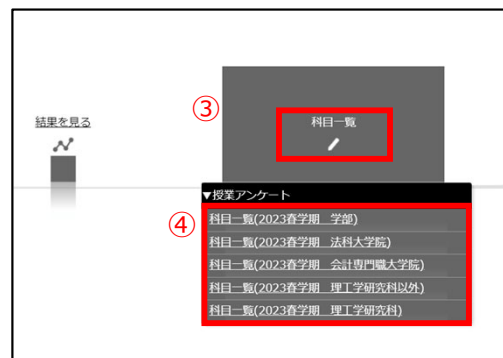 ③
結果を見る
科目一覧
▼授業アンケート
④
科目一覧(2023春学期　学部)
科目一覧(2023春学期　法科大学院)
科目一覧(2023春学期　会計専門職大学院)
科目一覧(2023春学期　理工学研究科以外)
科目一覧(2023春学期　理工学研究科)